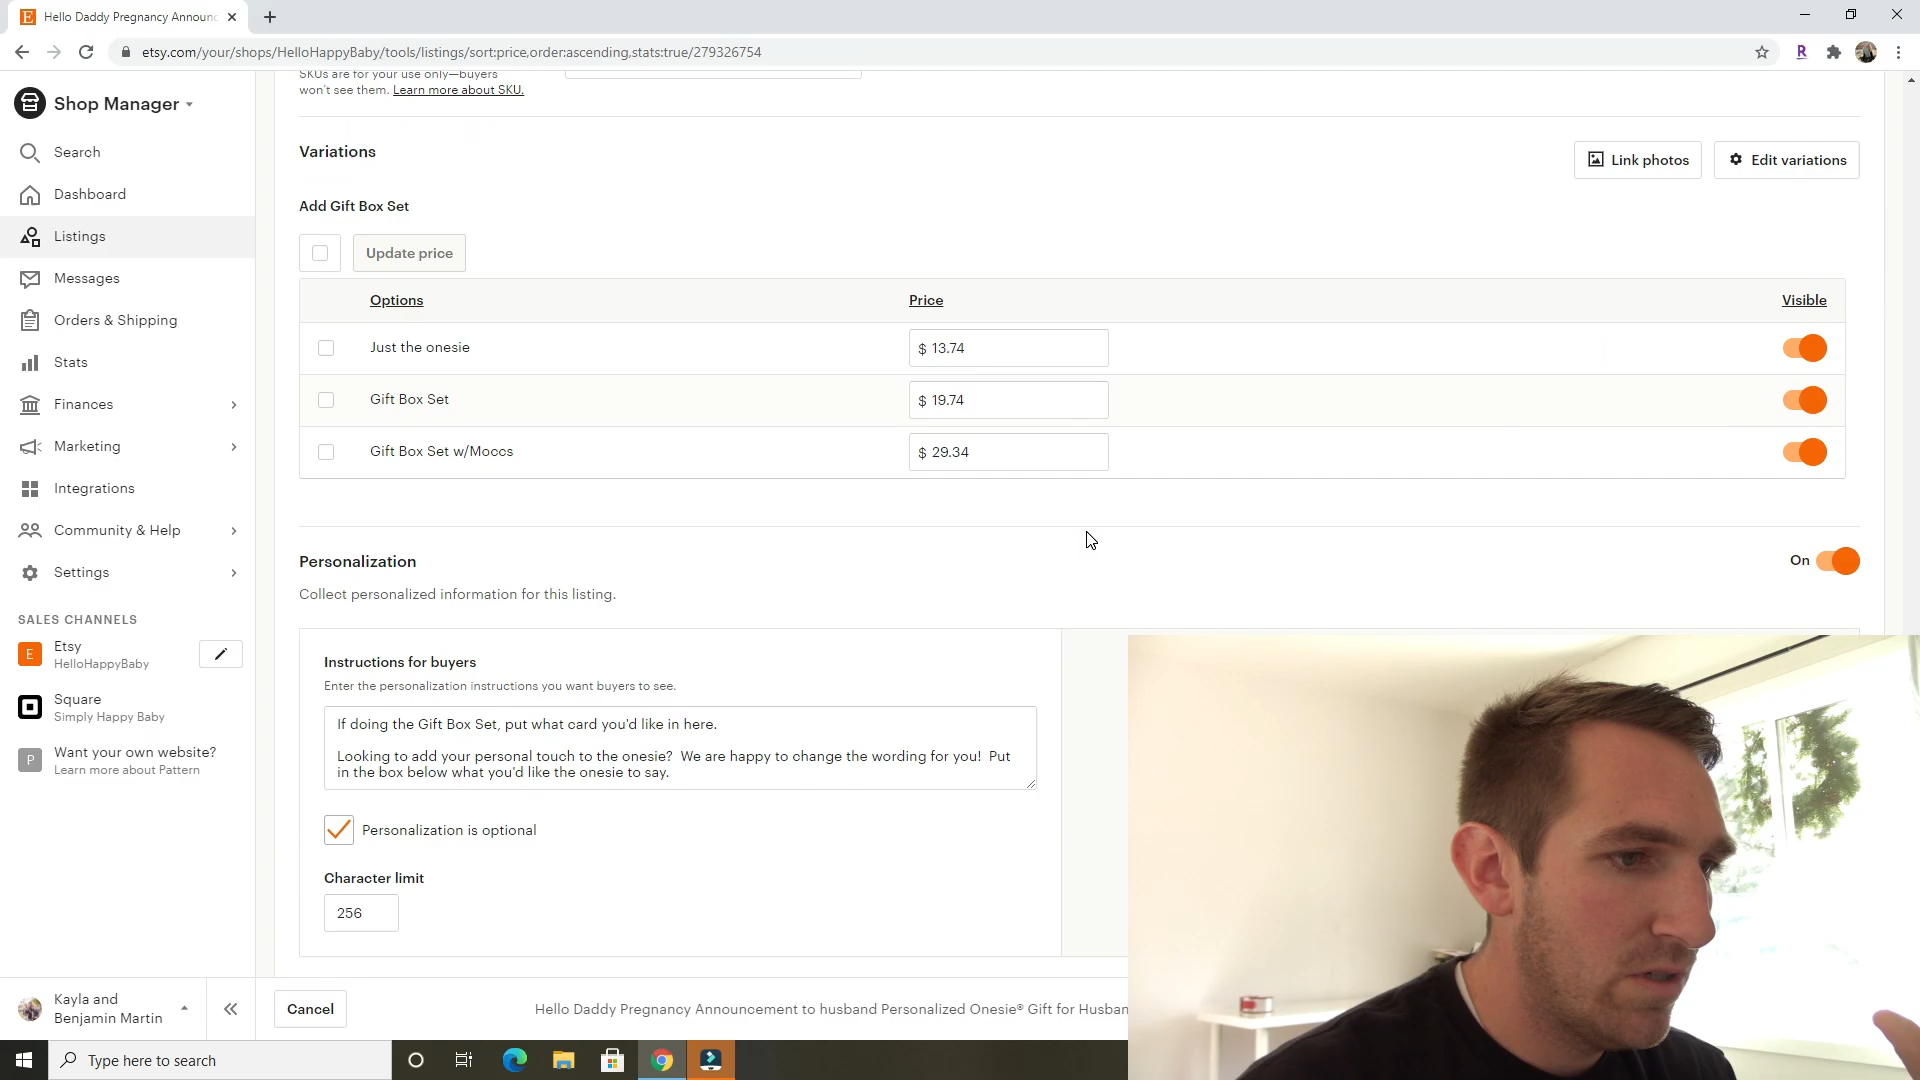 Hello Daddy Pregnancy Announc
etsy.com/your/shops/HelloHappyBaby/tools/listings/sort:price,order:ascending,stats:true/279326754
R
Shop Manager
Search
Dashboard
Listings
Messages
Orders & Shipping
Stats
Finances
Marketing
Integrations
Community & Help
Settings
SALES CHANNELS
E
Etsy
HelloHappyBaby
Square
Simply Happy Baby
P
Want your own website?
Learn more about Pattern
Kayla and
Benjamin Martin
SKUs are for your use only—buyers
won't see them. Learn more about SKU.
Variations
Link photos
Edit variations
Add Gift Box Set
Update price
Options Price Visible
Just the onesie $ 13.74
Gift Box Set $ 19.74
Gift Box Set w/Moccs $ 29.34
Personalization
On
Collect personalized information for this listing.
Instructions for buyers
Enter the personalization instructions you want buyers to see.
If doing the Gift Box Set, put what card you'd like in here.
Looking to add your personal touch to the onesie? We are happy to change the wording for you! Put
in the box below what you'd like the onesie to say.
Personalization is optional
Character limit
256
Cancel
Hello Daddy Pregnancy Announcement to husband Personalized Onesie® Gift for Husban
Type here to search